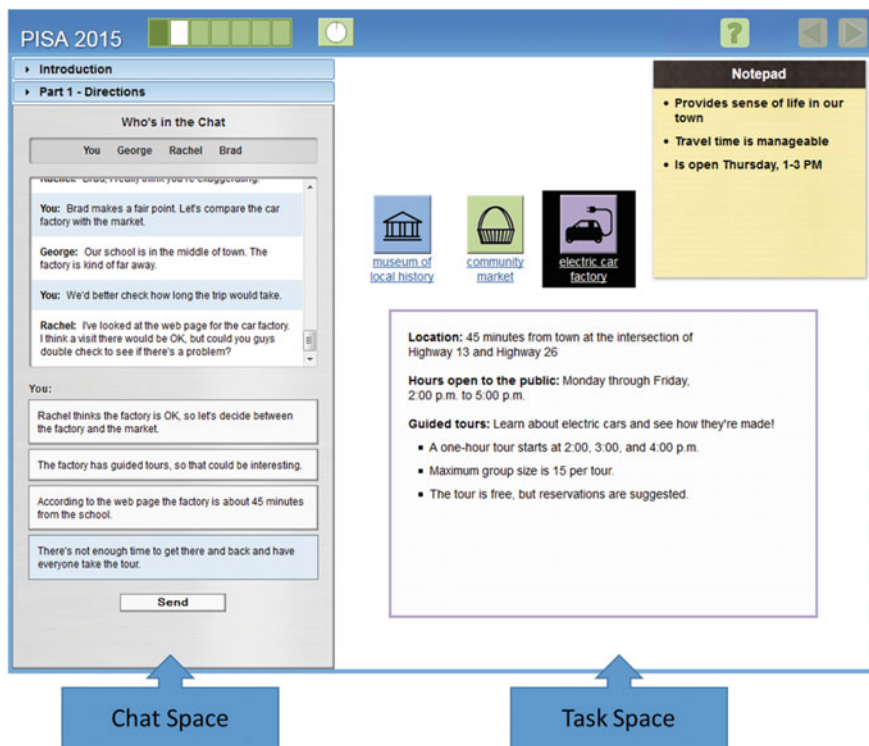 PISA 2015
?
Introduction
Part 1 - Directions
Who's in the Chat
You George Rachel Brad
Rachel: Brad, I really think you're exaggerating.
You: Brad makes a fair point. Let's compare the car
factory with the market.
George: Our school is in the middle of town. The
factory is kind of far away.
You: We'd better check how long the trip would take.
Rachel: I've looked at the web page for the car factory.
I think a visit there would be OK, but could you guys
double check to see if there's a problem?
You:
Rachel thinks the factory is OK, so let's decide between
the factory and the market.
The factory has guided tours, so that could be interesting.
According to the web page the factory is about 45 minutes
from the school.
There's not enough time to get there and back and have
everyone take the tour.
Send
museum of
local history
community
market
electric car
factory
Notepad
• Provides sense of life in our
town
• Travel time is manageable
• Is open Thursday, 1-3 PM
Location: 45 minutes from town at the intersection of
Highway 13 and Highway 26
Hours open to the public: Monday through Friday,
2:00 p.m. to 5:00 p.m.
Guided tours: Learn about electric cars and see how they're made!
▪ A one-hour tour starts at 2:00, 3:00, and 4:00 p.m.
▪ Maximum group size is 15 per tour.
▪ The tour is free, but reservations are suggested.
Chat Space
Task Space